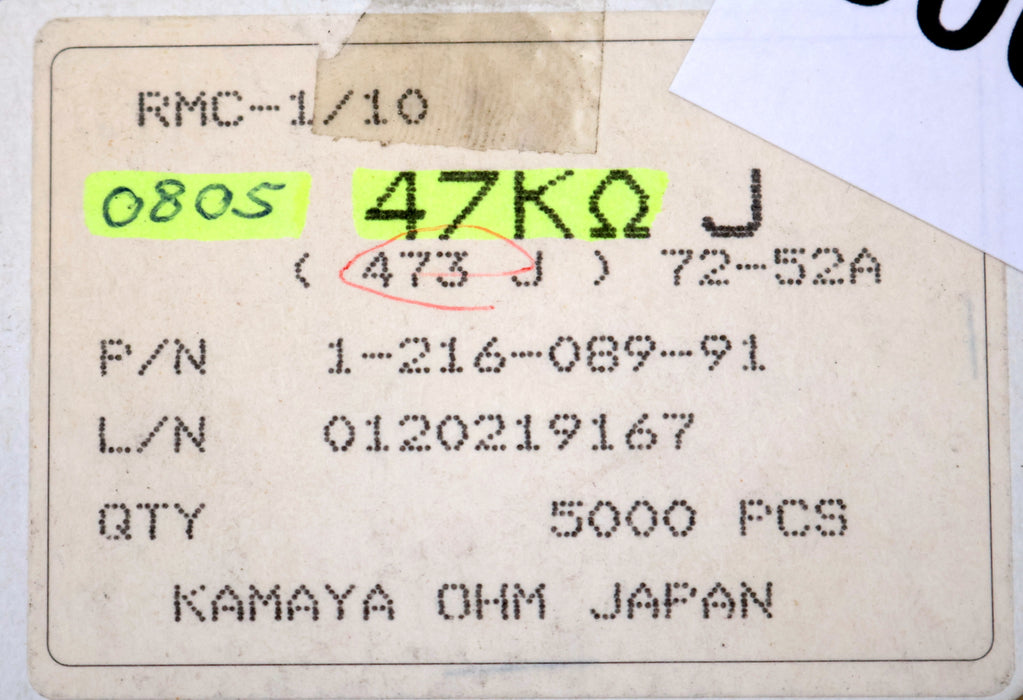 RMC-1/10
0805 47KΩ J
( 473 J ) 72-52A
P/N 1-216-089-91
L/N 0120219167
QTY 5000 PCS
KAMAYA OHM JAPAN